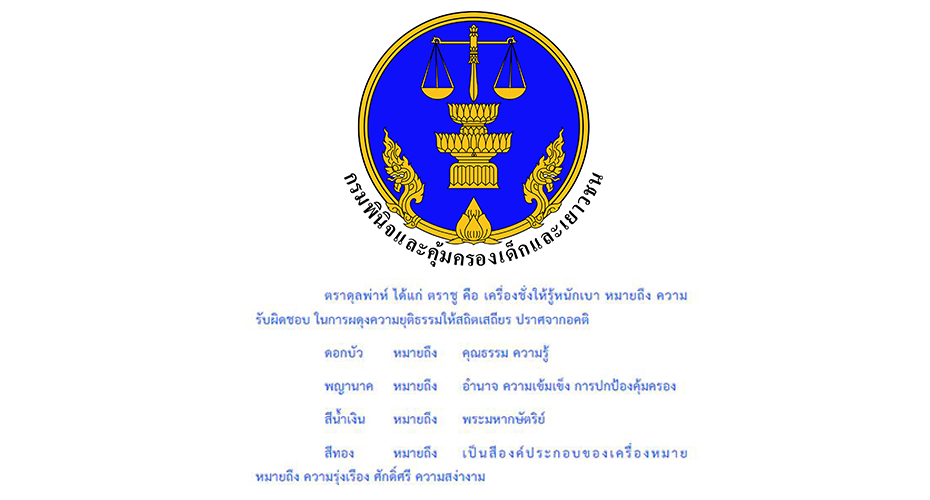 กรมพินิจและคุ้มครองเด็กและเยาวชน
ตราดุลพ่าห์ ได้แก่ ตราชู คือ เครื่องชั่งให้รู้หนักเบา หมายถึง ความ
รับผิดชอบ ในการผดุงความยุติธรรมให้สถิตเสถียร ปราศจากอคติ
ดอกบัว หมายถึง คุณธรรม ความรู้
พญานาค หมายถึง อำนาจ ความเข้มแข็ง การปกป้องคุ้มครอง
สีน้ำเงิน หมายถึง พระมหากษัตริย์
สีทอง หมายถึง เป็นสีองค์ประกอบของเครื่องหมาย
หมายถึง ความรุ่งเรือง ศักดิ์ศรี ความสง่างาม